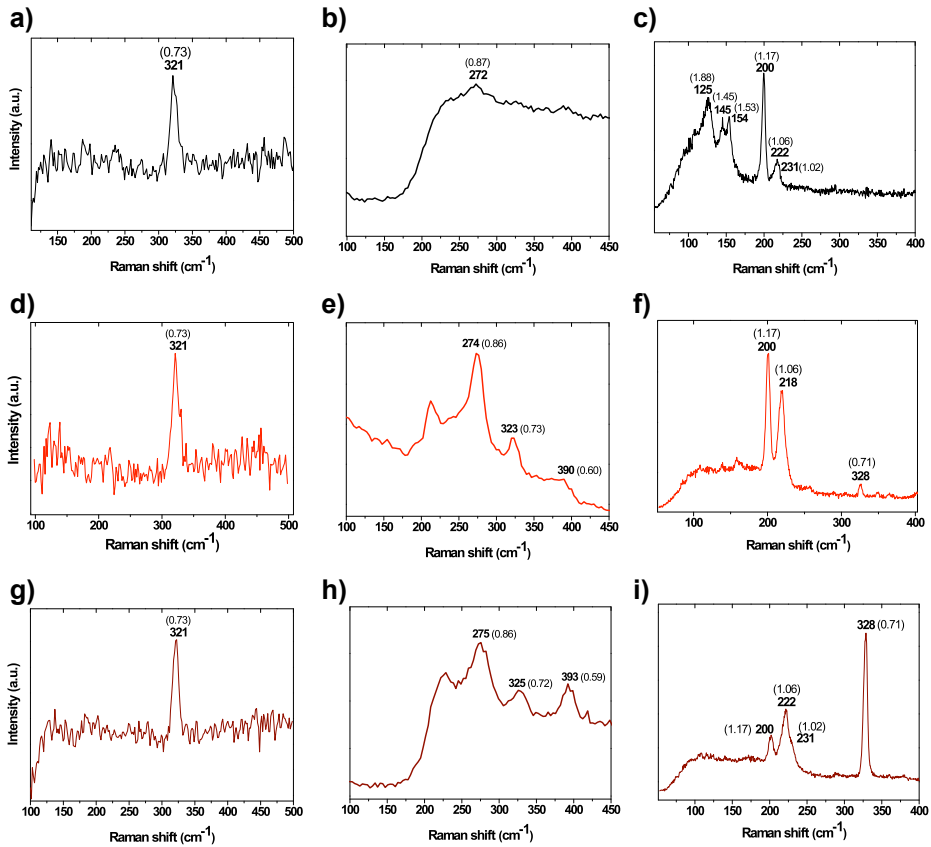 a)
(0.73)
321
Intensity (a.u.)
150 200 250 300 350 400 450 500
Raman shift (cm-1)
b)
(0.87)
272
100 150 200 250 300 350 400 450
Raman shift (cm-1)
c)
(1.17)
200
(1.88)
125
(1.45)
145
(1.53)
154
(1.06)
222
231(1.02)
100 150 200 250 300 350 400
Raman shift (cm-1)
d)
(0.73)
321
Intensity (a.u.)
100 200 300 400 500
Raman shift (cm-1)
e)
274 (0.86)
323 (0.73)
390 (0.60)
100 150 200 250 300 350 400 450
Raman shift (cm-1)
f)
(1.17)
200
(1.06)
218
(0.71)
328
100 200 300 400
Raman shift (cm-1)
g)
(0.73)
321
Intensity (a.u.)
100 150 200 250 300 350 400 450 500
Raman shift (cm-1)
h)
275 (0.86)
325 (0.72)
393 (0.59)
100 150 200 250 300 350 400 450
Raman shift (cm-1)
i)
328 (0.71)
(1.06)
222
(1.17) 200
(1.02)
231
100 150 200 250 300 350 400
Raman shift (cm-1)